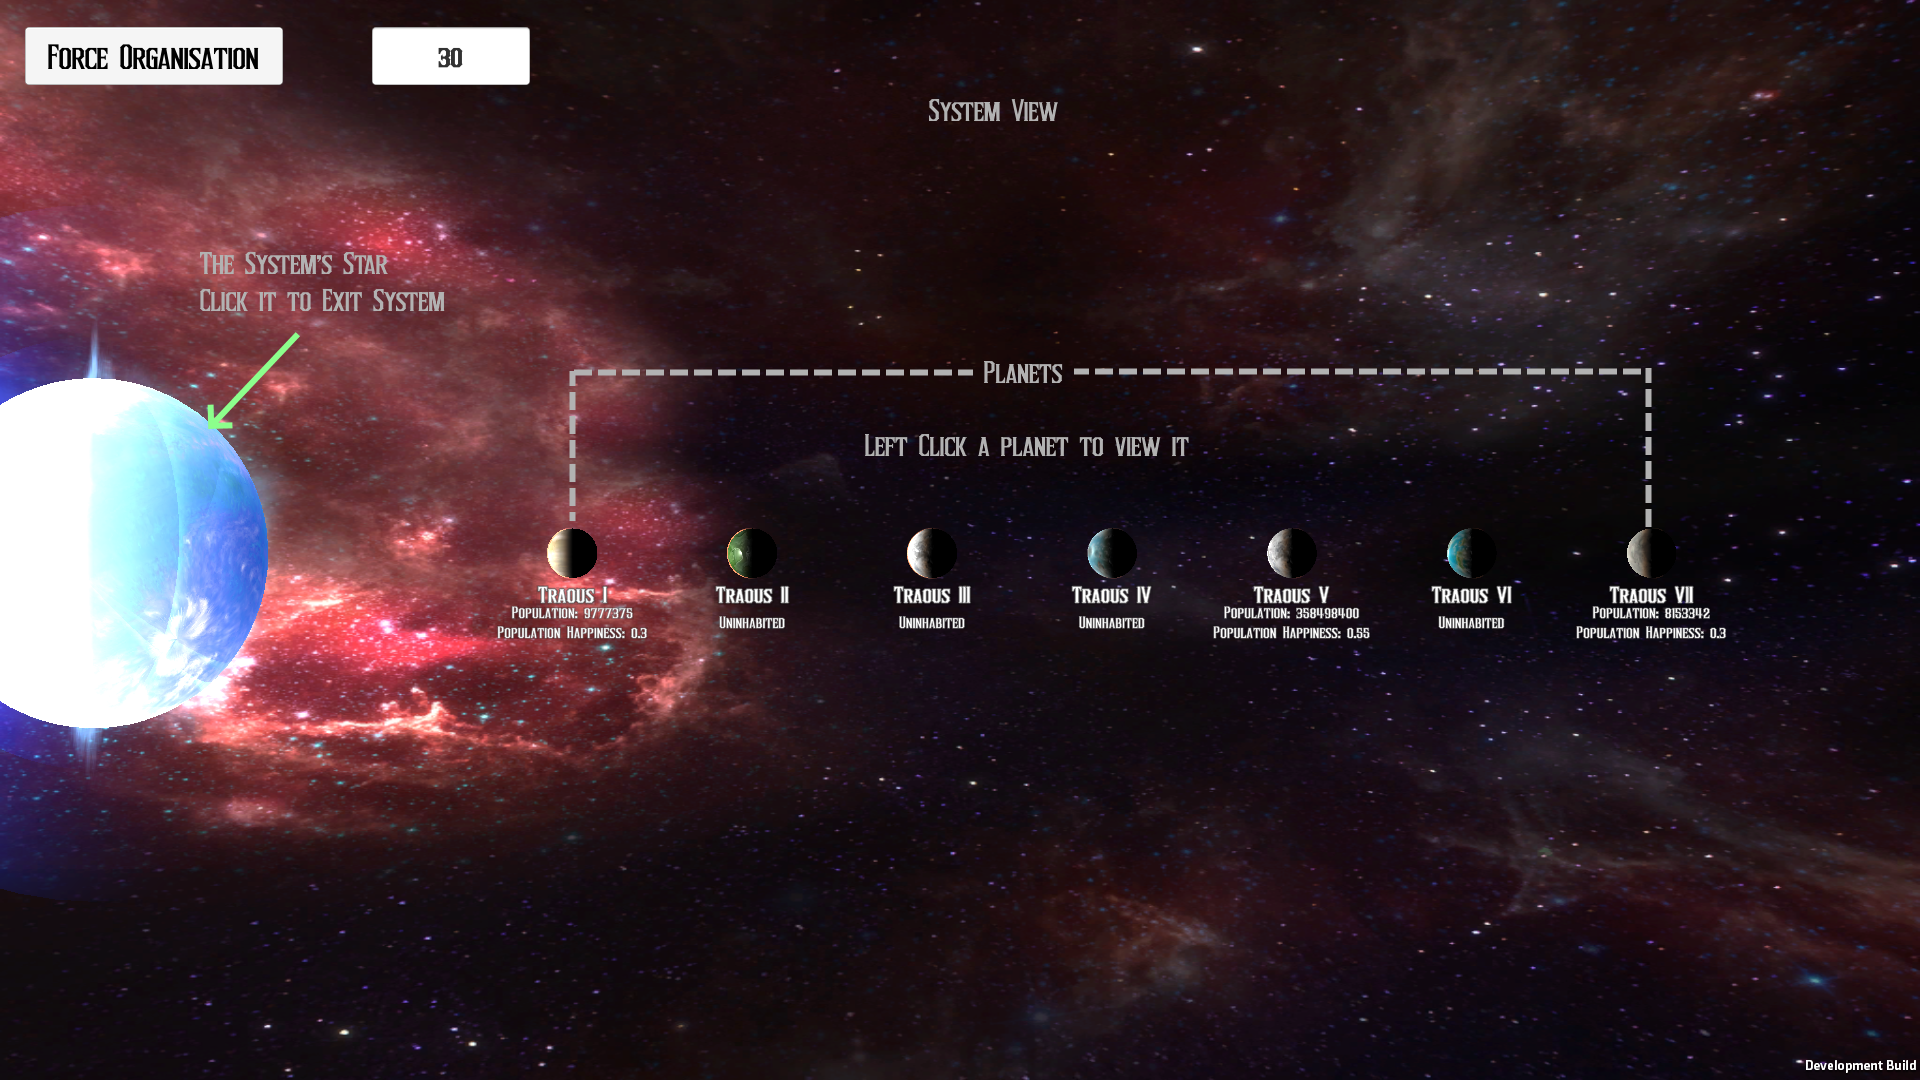 Force Organisation
30
System View
The System's Star
Click it to Exit System
Planets
Left Click a planet to view it
Traous I
Population: 9777375
Population Happiness: 0.3
Traous II
Uninhabited
Traous III
Uninhabited
Traous IV
Uninhabited
Traous V
Population: 358498400
Population Happiness: 0.55
Traous VI
Uninhabited
Traous VII
Population: 8153342
Population Happiness: 0.3
Development Build